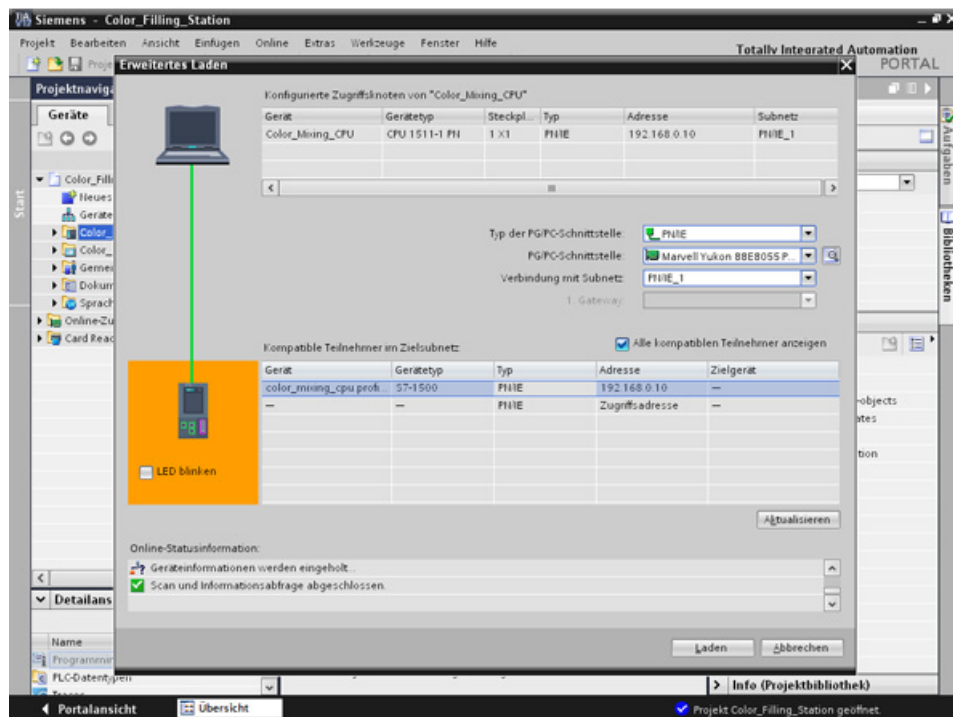 Siemens - Color_Filling_Station
Projekt Bearbeiten Ansicht Einfugen Online Extras Werkzeuge Fenster Hilfe
Totally Integrated Automation
PORTAL
Proje
Erweitertes Laden
Projektnaviga
Geräte
Konfigurierte Zugriffsknoten von "Color_Mixing_CPU"
Gerät Gerätetyp Steckpl... Typ Adresse Subnetz
Color_Mixing_CPU CPU 1511-1 PN 1 X1 PN/IE 192.168.0.10 PN/IE_1
Start
Color_Fill
Neues
Geräte
Color_
Color_
Gemei
Dokum
Sprach
Online-Zu
Card Reac
Aufgaben
Bibliotheken
Typ der PG/PC-Schnittstelle: PN/IE
PG/PC-Schnittstelle: Marvell Yukon 88E8055 P...
Verbindung mit Subnetz: PN/IE_1
1. Gateway:
Kompatible Teilnehmer im Zielsubnetz:
Alle kompatiblen Teilnehmer anzeigen
Gerät Gerätetyp Typ Adresse Zielgerät
color_mixing_cpu.profi... S7-1500 PN/IE 192.168.0.10 —
— — PN/IE Zugriffsadresse —
-objects
ates
tion
LED blinken
Aktualisieren
Online-Statusinformation:
Geräteinformationen werden eingeholt...
Scan und Informationsabfrage abgeschlossen.
Detailans
Name
Programmin
PLC-Datentypen
Laden Abbrechen
Info (Projektbibliothek)
Portalansicht
Übersicht
Projekt Color_Filling_Station geöffnet.